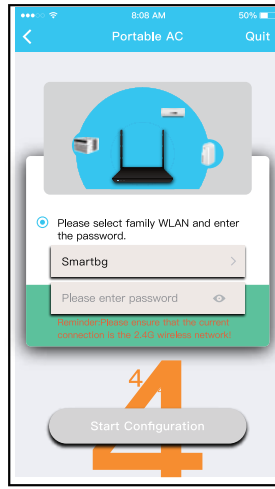 8:08 AM
50%
Portable AC
Quit
Please select family WLAN and enter
the password.
Smartbg
Please enter password
Reminder:Please ensure that the current
connection is the 2.4G wireless network!
4
4
Start Configuration